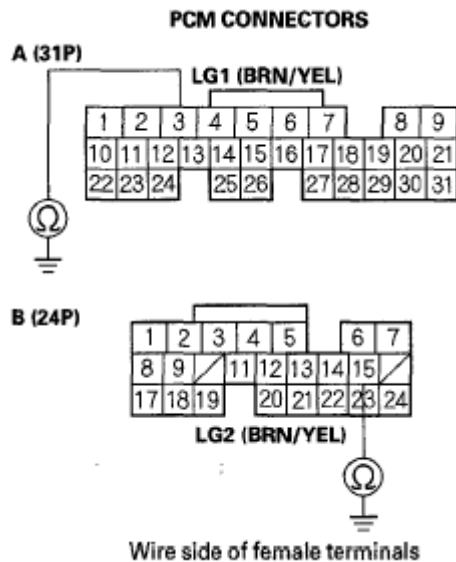 PCM CONNECTORS
A (31P)
LG1 (BRN/YEL)
1 2 3 4 5 6 7 8 9
10 11 12 13 14 15 16 17 18 19 20 21
22 23 24 25 26 27 28 29 30 31
Ω
B (24P)
1 2 3 4 5 6 7
8 9 11 12 13 14 15
17 18 19 20 21 22 23 24
LG2 (BRN/YEL)
Ω
Wire side of female terminals